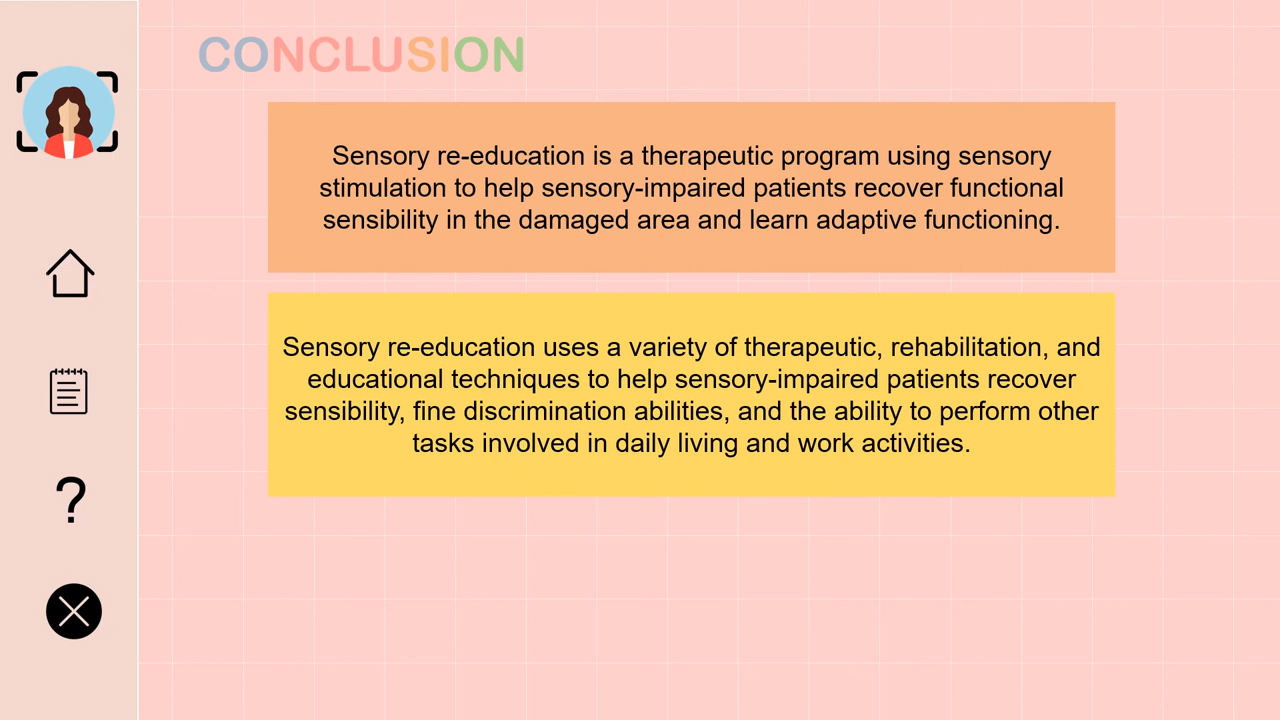 CONCLUSION
Sensory re-education is a therapeutic program using sensory
stimulation to help sensory-impaired patients recover functional
sensibility in the damaged area and learn adaptive functioning.
Sensory re-education uses a variety of therapeutic, rehabilitation, and
educational techniques to help sensory-impaired patients recover
sensibility, fine discrimination abilities, and the ability to perform other
tasks involved in daily living and work activities.
?